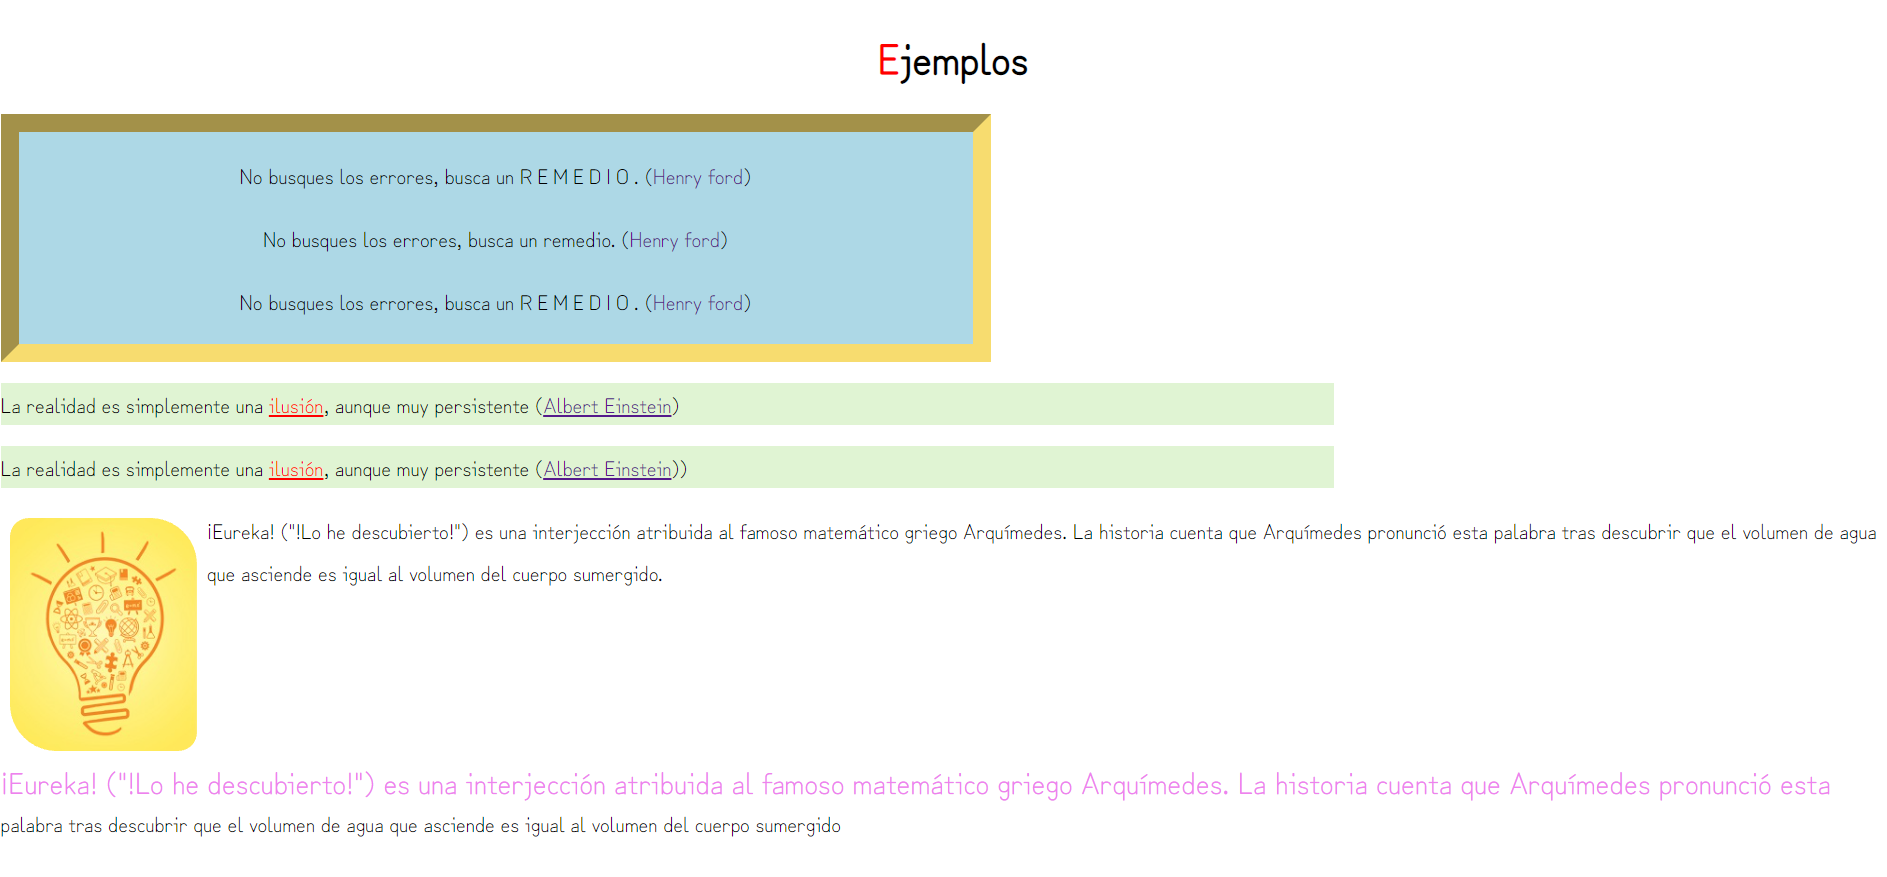 Ejemplos
No busques los errores, busca un REMEDIO. (Henry ford)
No busques los errores, busca un remedio. (Henry ford)
No busques los errores, busca un REMEDIO. (Henry ford)
La realidad es simplemente una ilusión, aunque muy persistente (Albert Einstein)
La realidad es simplemente una ilusión, aunque muy persistente (Albert Einstein))
¡Eureka! ("!Lo he descubierto!") es una interjección atribuida al famoso matemático griego Arquímedes. La historia cuenta que Arquímedes pronunció esta palabra tras descubrir que el volumen de agua
que asciende es igual al volumen del cuerpo sumergido.
¡Eureka! ("!Lo he descubierto!") es una interjección atribuida al famoso matemático griego Arquímedes. La historia cuenta que Arquímedes pronunció esta
palabra tras descubrir que el volumen de agua que asciende es igual al volumen del cuerpo sumergido